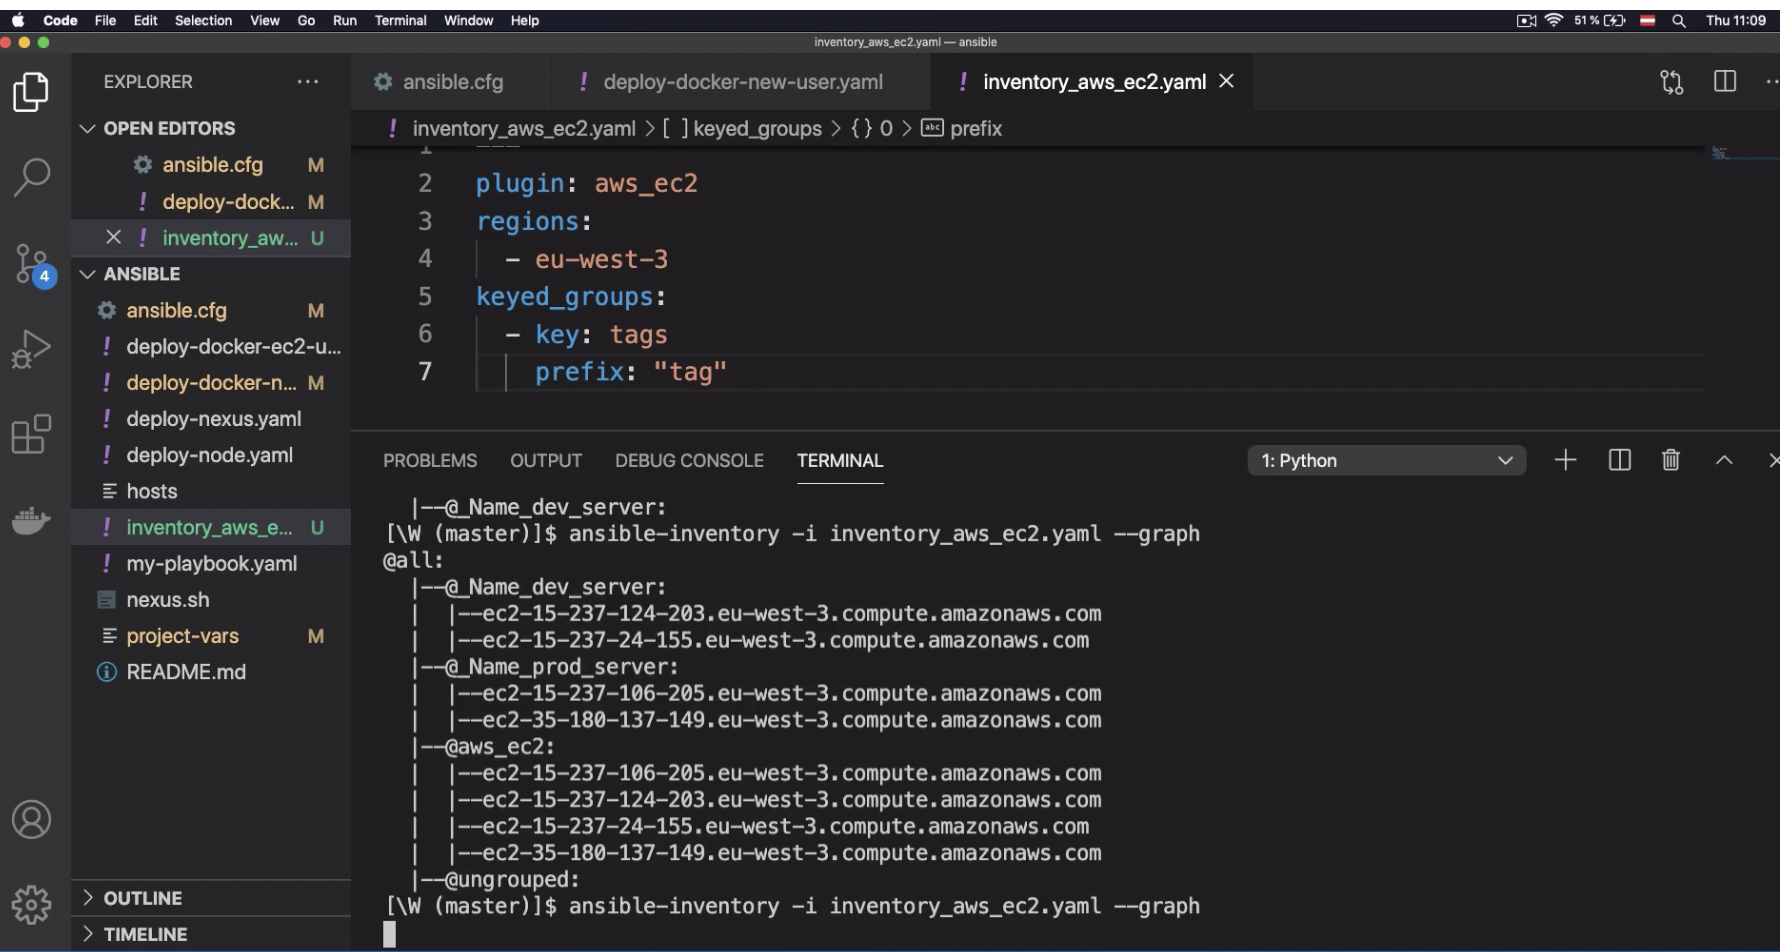 Code File Edit Selection View Go Run Terminal Window Help 51% Thu 11:09
inventory_aws_ec2.yaml — ansible
EXPLORER ···
ansible.cfg
! deploy-docker-new-user.yaml
! inventory_aws_ec2.yaml
! inventory_aws_ec2.yaml > [ ] keyed_groups > { } 0 > abc prefix
OPEN EDITORS
ansible.cfg M
! deploy-dock... M
! inventory_aw... U
4
ANSIBLE
ansible.cfg M
! deploy-docker-ec2-u...
! deploy-docker-n... M
! deploy-nexus.yaml
! deploy-node.yaml
hosts
! inventory_aws_e... U
! my-playbook.yaml
nexus.sh
project-vars M
README.md
OUTLINE
TIMELINE
1 ---
2 plugin: aws_ec2
3 regions:
4 - eu-west-3
5 keyed_groups:
6 - key: tags
7 prefix: "tag"
PROBLEMS OUTPUT DEBUG CONSOLE TERMINAL 1: Python
|--@_Name_dev_server:
[\W (master)]$ ansible-inventory -i inventory_aws_ec2.yaml --graph
@all:
|--@_Name_dev_server:
| |--ec2-15-237-124-203.eu-west-3.compute.amazonaws.com
| |--ec2-15-237-24-155.eu-west-3.compute.amazonaws.com
|--@_Name_prod_server:
| |--ec2-15-237-106-205.eu-west-3.compute.amazonaws.com
| |--ec2-35-180-137-149.eu-west-3.compute.amazonaws.com
|--@aws_ec2:
| |--ec2-15-237-106-205.eu-west-3.compute.amazonaws.com
| |--ec2-15-237-124-203.eu-west-3.compute.amazonaws.com
| |--ec2-15-237-24-155.eu-west-3.compute.amazonaws.com
| |--ec2-35-180-137-149.eu-west-3.compute.amazonaws.com
|--@ungrouped:
[\W (master)]$ ansible-inventory -i inventory_aws_ec2.yaml --graph